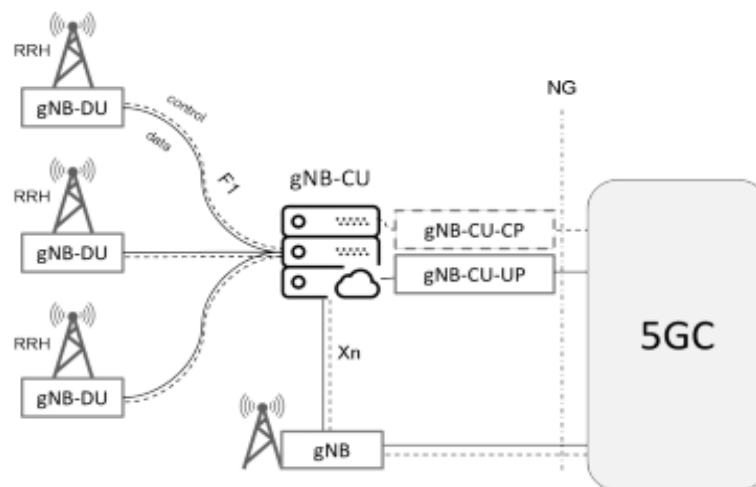 RRH
gNB-DU
control
data
F1
NG
gNB-CU
RRH
gNB-DU
gNB-CU-CP
gNB-CU-UP
RRH
gNB-DU
Xn
5GC
gNB